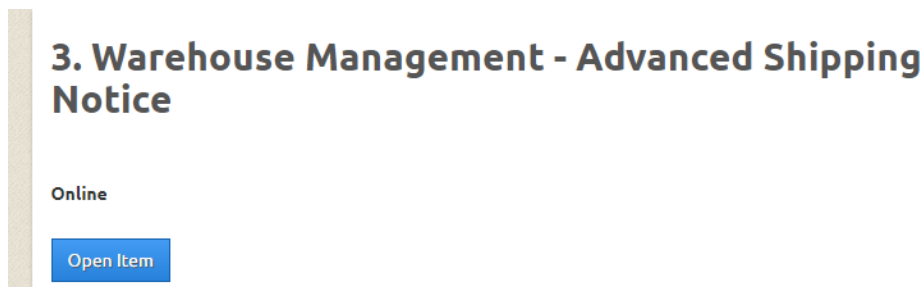 3. Warehouse Management - Advanced Shipping
Notice
Online
Open Item